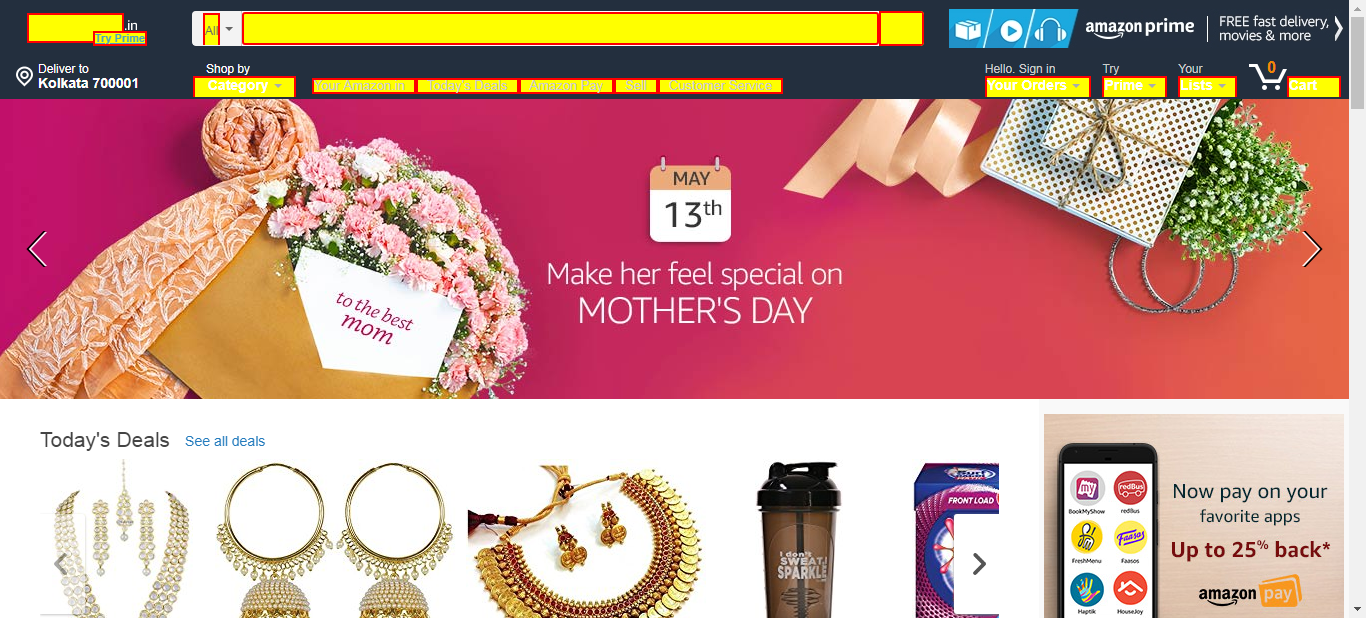 .in
Try Prime
All
amazon prime
FREE fast delivery,
movies & more
Deliver to
Kolkata 700001
Shop by
Category
Your Amazon.in
Today's Deals
Amazon Pay
Sell
Customer Service
Hello. Sign in
Your Orders
Try
Prime
Your
Lists
0
Cart
MAY
13th
Make her feel special on
MOTHER'S DAY
to the best
mom
Today's Deals
See all deals
I don't
SWEAT,I
SPARKLE
FRONT LOAD
my
redBus
BookMyShow
redBus
Faasos
FreshMenu
Faasos
Haptik
HouseJoy
Now pay on your
favorite apps
Up to 25% back*
amazon pay